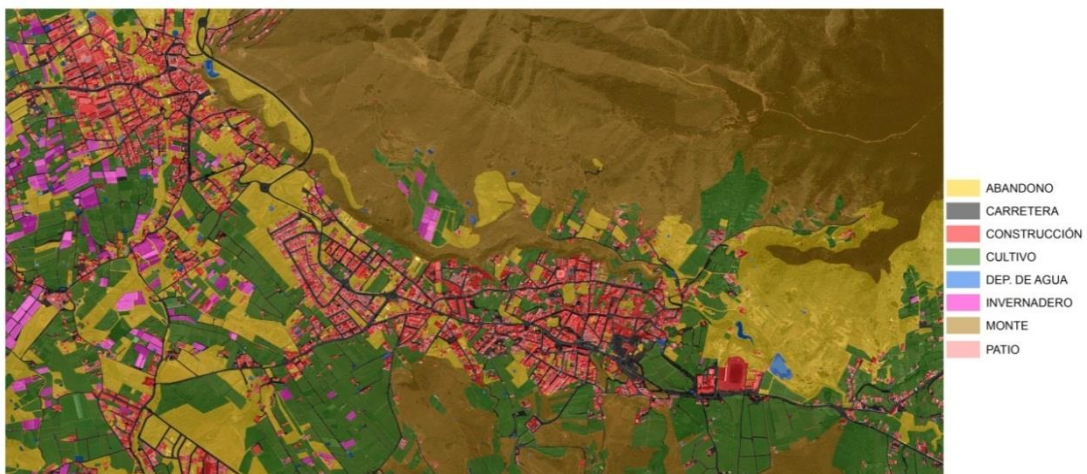 ABANDONO
CARRETERA
CONSTRUCCIÓN
CULTIVO
DEP. DE AGUA
INVERNADERO
MONTE
PATIO